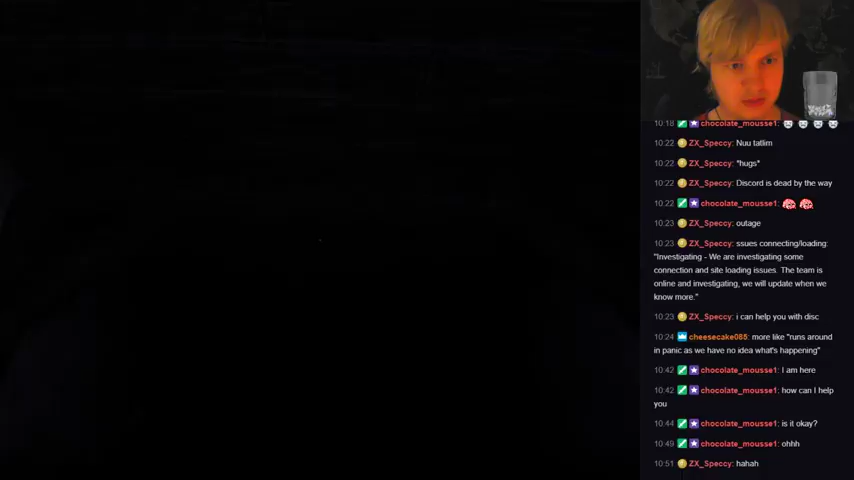 10:18 chocolate_mousse1:
10:22 ZX_Speccy: Nuu tatlim
10:22 ZX_Speccy: *hugs*
10:22 ZX_Speccy: Discord is dead by the way
10:22 chocolate_mousse1:
10:23 ZX_Speccy: outage
10:23 ZX_Speccy: ssues connecting/loading:
"Investigating - We are investigating some
connection and site loading issues. The team is
online and investigating, we will update when we
know more."
10:23 ZX_Speccy: i can help you with disc
10:24 cheesecake085: more like "runs around
in panic as we have no idea what's happening"
10:42 chocolate_mousse1: I am here
10:42 chocolate_mousse1: how can I help
you
10:44 chocolate_mousse1: is it okay?
10:49 chocolate_mousse1: ohhh
10:51 ZX_Speccy: hahah